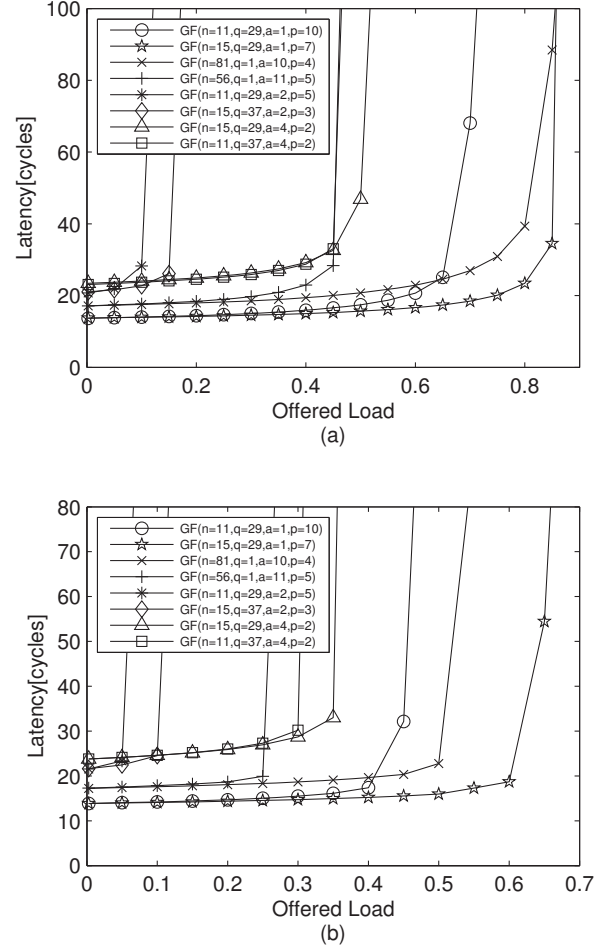 100
80
60
40
20
0
Latency[cycles]
GF(n=11,q=29,a=1,p=10)
GF(n=15,q=29,a=1,p=7)
GF(n=81,q=1,a=10,p=4)
GF(n=56,q=1,a=11,p=5)
GF(n=11,q=29,a=2,p=5)
GF(n=15,q=37,a=2,p=3)
GF(n=15,q=29,a=4,p=2)
GF(n=11,q=37,a=4,p=2)
0 0.2 0.4 0.6 0.8
Offered Load
(a)
80
70
60
50
40
30
20
10
0
Latency[cycles]
GF(n=11,q=29,a=1,p=10)
GF(n=15,q=29,a=1,p=7)
GF(n=81,q=1,a=10,p=4)
GF(n=56,q=1,a=11,p=5)
GF(n=11,q=29,a=2,p=5)
GF(n=15,q=37,a=2,p=3)
GF(n=15,q=29,a=4,p=2)
GF(n=11,q=37,a=4,p=2)
0 0.1 0.2 0.3 0.4 0.5 0.6 0.7
Offered Load
(b)